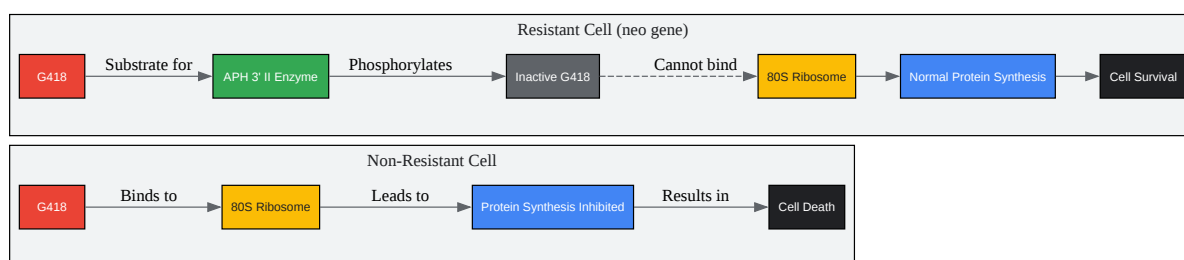 Resistant Cell (neo gene)
G418
Substrate for
APH 3' II Enzyme
Phosphorylates
Inactive G418
Cannot bind
80S Ribosome
Normal Protein Synthesis
Cell Survival
Non-Resistant Cell
G418
Binds to
80S Ribosome
Leads to
Protein Synthesis Inhibited
Results in
Cell Death